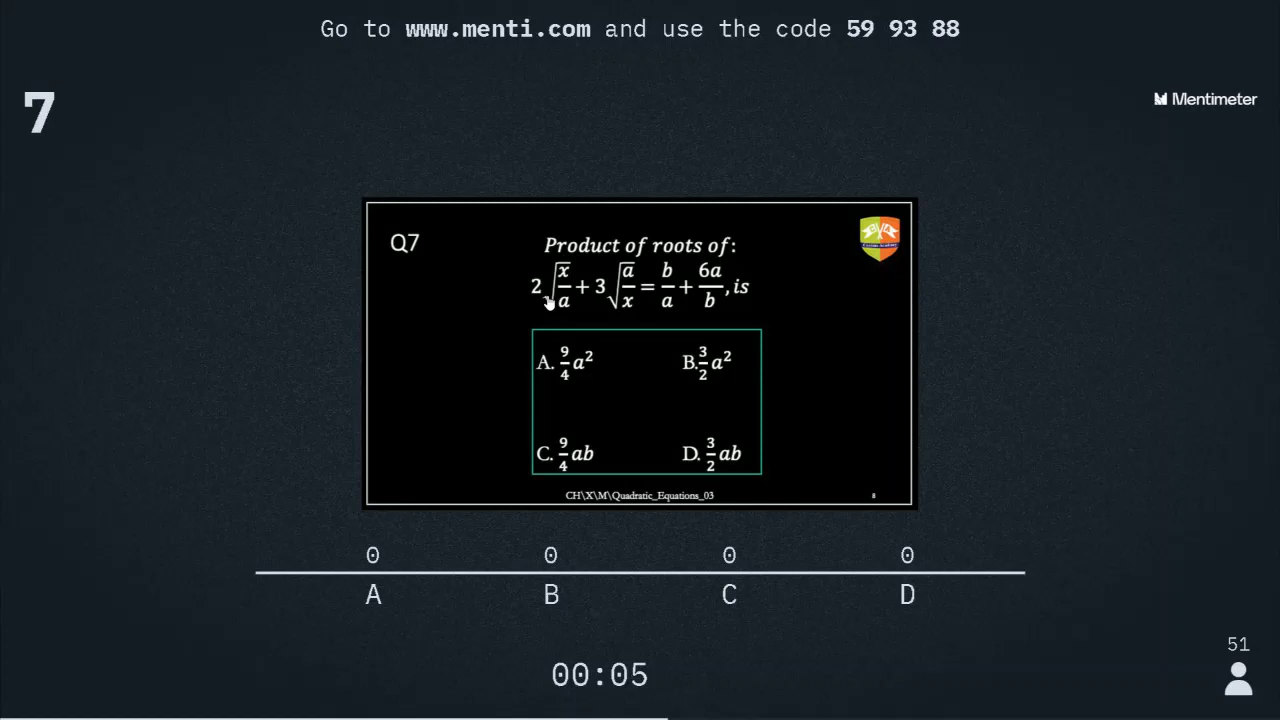 Go to www.menti.com and use the code 59 93 88
7
Mentimeter
Q7
Product of roots of:
2√(x/a) + 3√(a/x) = b/a + 6a/b, is
A. 9/4 a² B. 3/2 a²
C. 9/4 ab D. 3/2 ab
CH\X\M\Quadratic_Equations_03 8
0 0 0 0
A B C D
00:05
51